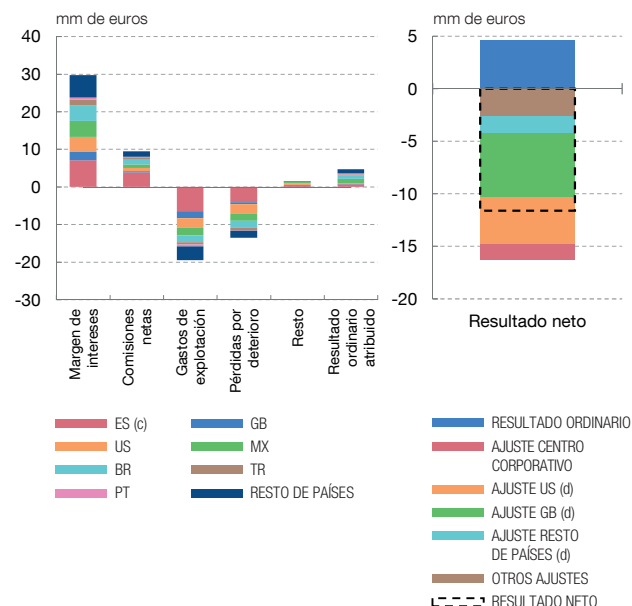 mm de euros
40
30
20
10
0
-10
-20
-30
Margen de
intereses
Comisiones
netas
Gastos de
explotación
Pérdidas por
deterioro
Resto
Resultado
ordinario
atribuido
ES (c)
GB
US
MX
BR
TR
PT
RESTO DE PAÍSES
mm de euros
5
0
-5
-10
-15
-20
Resultado neto
RESULTADO ORDINARIO
AJUSTE CENTRO
CORPORATIVO
AJUSTE US (d)
AJUSTE GB (d)
AJUSTE RESTO
DE PAÍSES (d)
OTROS AJUSTES
RESULTADO NETO